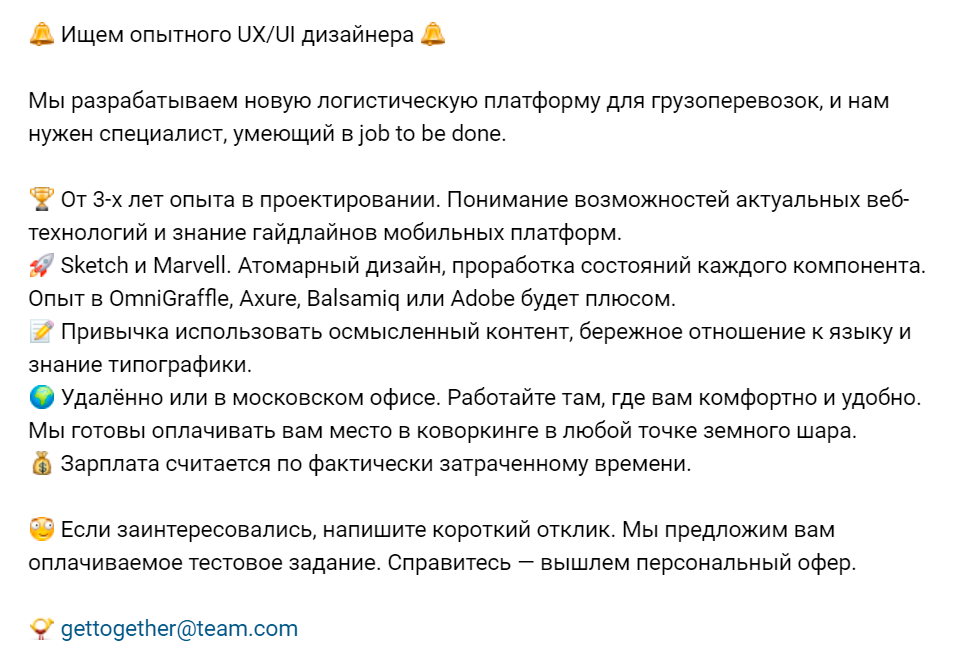 🔔 Ищем опытного UX/UI дизайнера 🔔
Мы разрабатываем новую логистическую платформу для грузоперевозок, и нам
нужен специалист, умеющий в job to be done.
🏆 От 3-х лет опыта в проектировании. Понимание возможностей актуальных веб-
технологий и знание гайдлайнов мобильных платформ.
🚀 Sketch и Marvell. Атомарный дизайн, проработка состояний каждого компонента.
Опыт в OmniGraffle, Axure, Balsamiq или Adobe будет плюсом.
📝 Привычка использовать осмысленный контент, бережное отношение к языку и
знание типографики.
🌍 Удалённо или в московском офисе. Работайте там, где вам комфортно и удобно.
Мы готовы оплачивать вам место в коворкинге в любой точке земного шара.
💰 Зарплата считается по фактически затраченному времени.
😳 Если заинтересовались, напишите короткий отклик. Мы предложим вам
оплачиваемое тестовое задание. Справитесь — вышлем персональный офер.
📯 gettogether@team.com